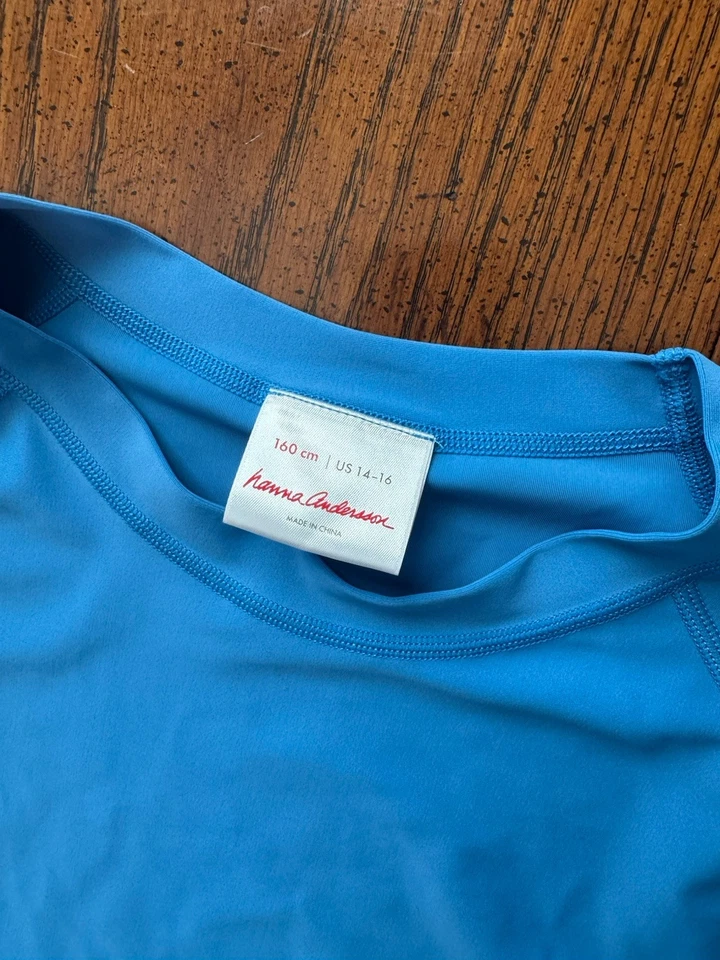 160 cm | US 14-16
hanna andersson
MADE IN CHINA